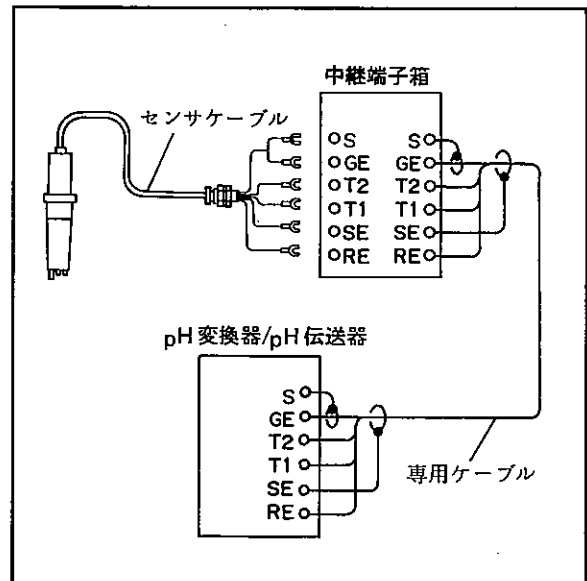 中継端子箱
センサケーブル
S S
GE GE
T2 T2
T1 T1
SE SE
RE RE
pH変換器/pH伝送器
S
GE
T2
T1
SE
RE
専用ケーブル